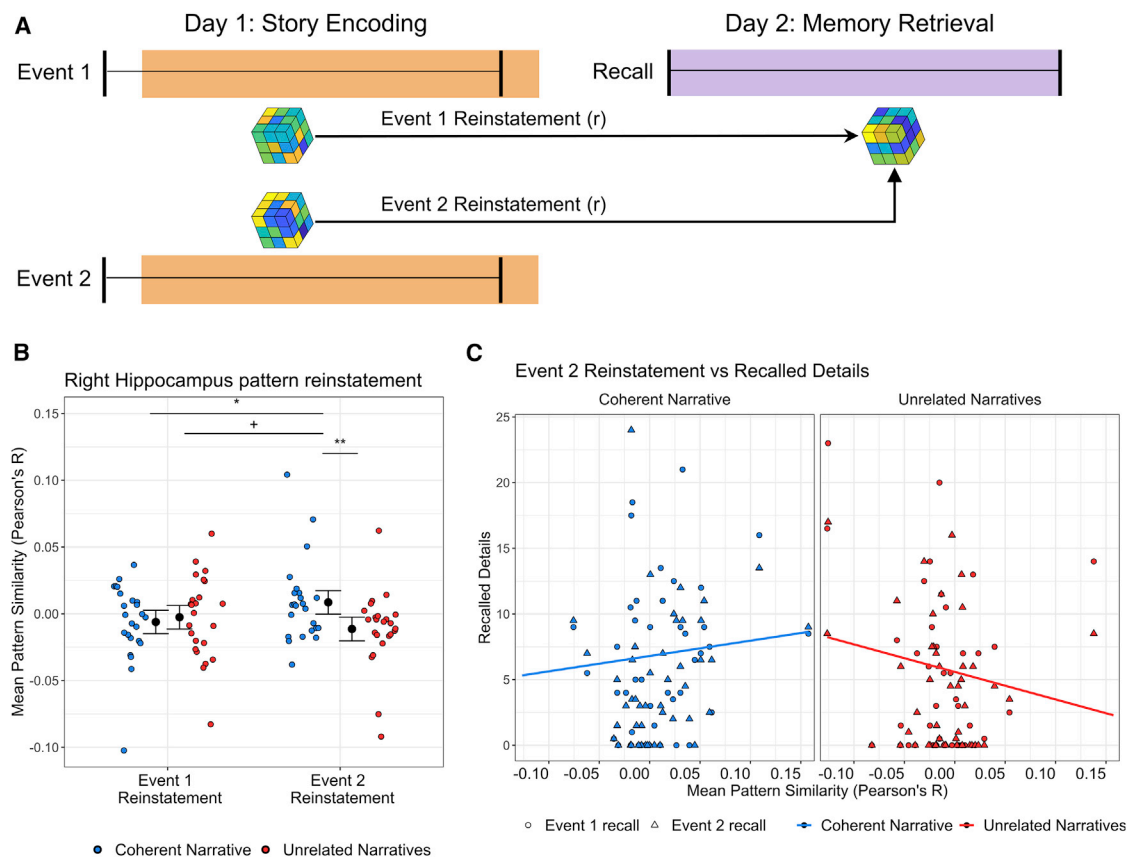 A
Day 1: Story Encoding
Day 2: Memory Retrieval
Event 1
Recall
Event 1 Reinstatement (r)
Event 2 Reinstatement (r)
Event 2
B
Right Hippocampus pattern reinstatement
Mean Pattern Similarity (Pearson's R)
0.15
0.10
0.05
0.00
-0.05
-0.10
*
+
**
Event 1
Reinstatement
Event 2
Reinstatement
Coherent Narrative
Unrelated Narratives
C
Event 2 Reinstatement vs Recalled Details
Coherent Narrative
Unrelated Narratives
Recalled Details
25
20
15
10
5
0
-0.10 -0.05 0.00 0.05 0.10 0.15
-0.10 -0.05 0.00 0.05 0.10 0.15
Mean Pattern Similarity (Pearson's R)
Event 1 recall
Event 2 recall
Coherent Narrative
Unrelated Narratives